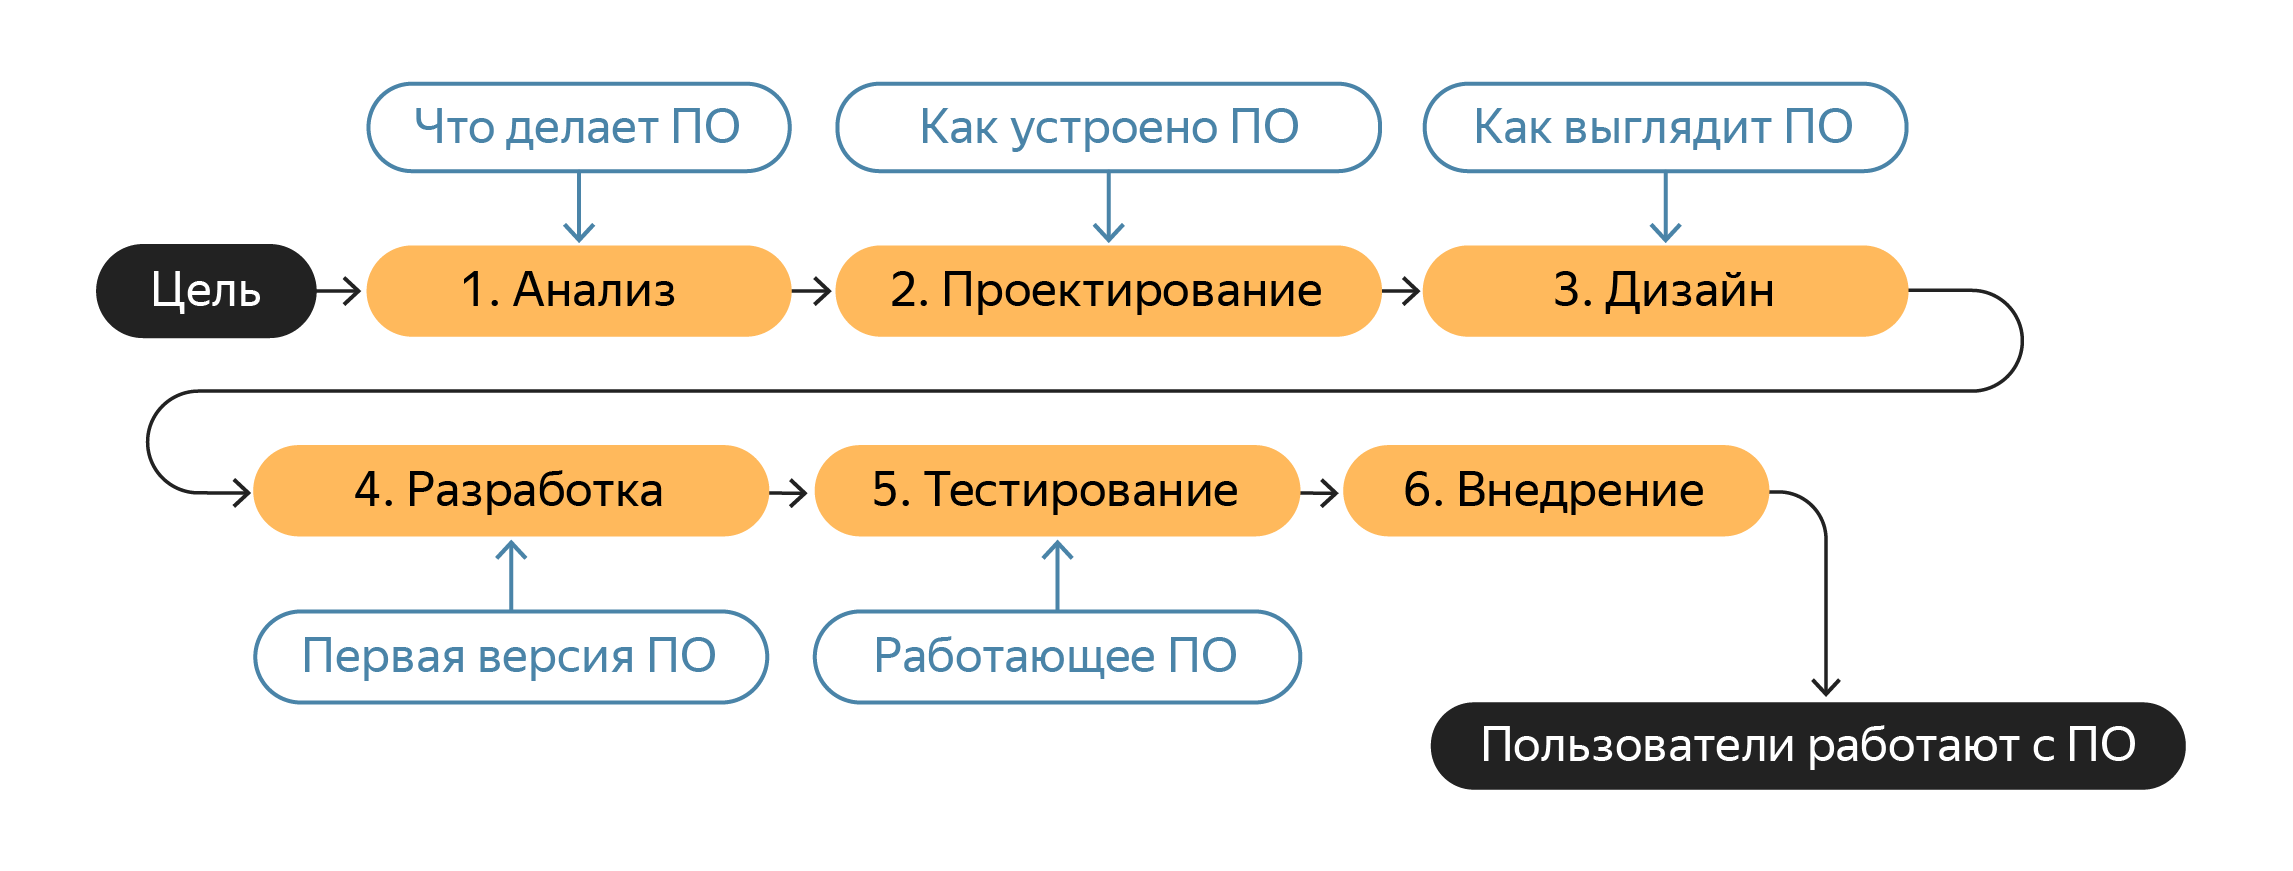 Что делает ПО
Как устроено ПО
Как выглядит ПО
Цель
1. Анализ
2. Проектирование
3. Дизайн
4. Разработка
5. Тестирование
6. Внедрение
Первая версия ПО
Работающее ПО
Пользователи работают с ПО